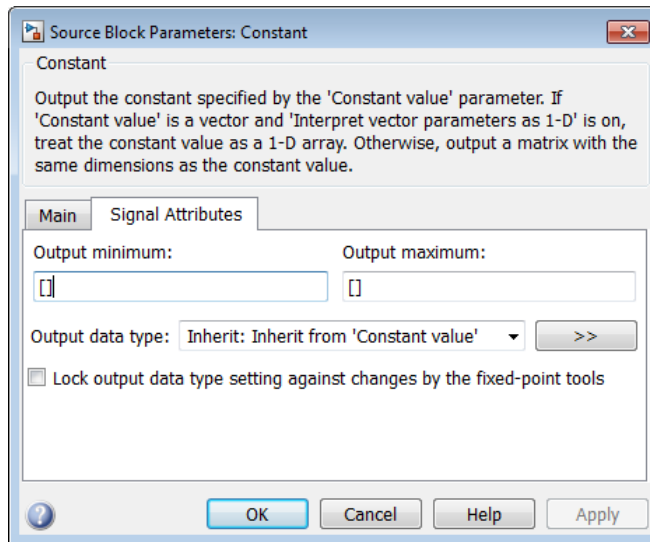 Source Block Parameters: Constant
Constant
Output the constant specified by the 'Constant value' parameter. If
'Constant value' is a vector and 'Interpret vector parameters as 1-D' is on,
treat the constant value as a 1-D array. Otherwise, output a matrix with the
same dimensions as the constant value.
Main Signal Attributes
Output minimum: Output maximum:
[] []
Output data type: Inherit: Inherit from 'Constant value' >>
Lock output data type setting against changes by the fixed-point tools
? OK Cancel Help Apply